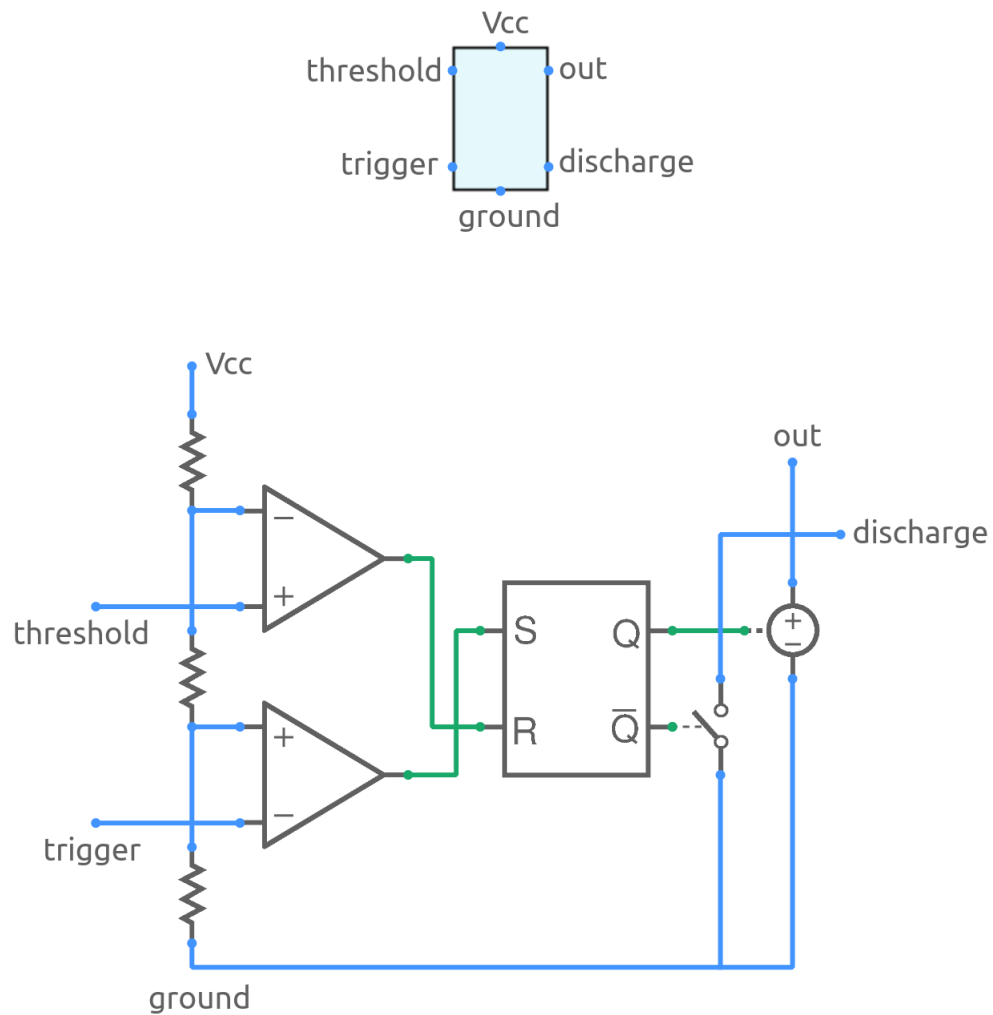 Vcc
threshold
out
trigger
discharge
ground
Vcc
out
−
discharge
+
threshold
S
Q
+
−
R
Q̅
+
−
trigger
ground